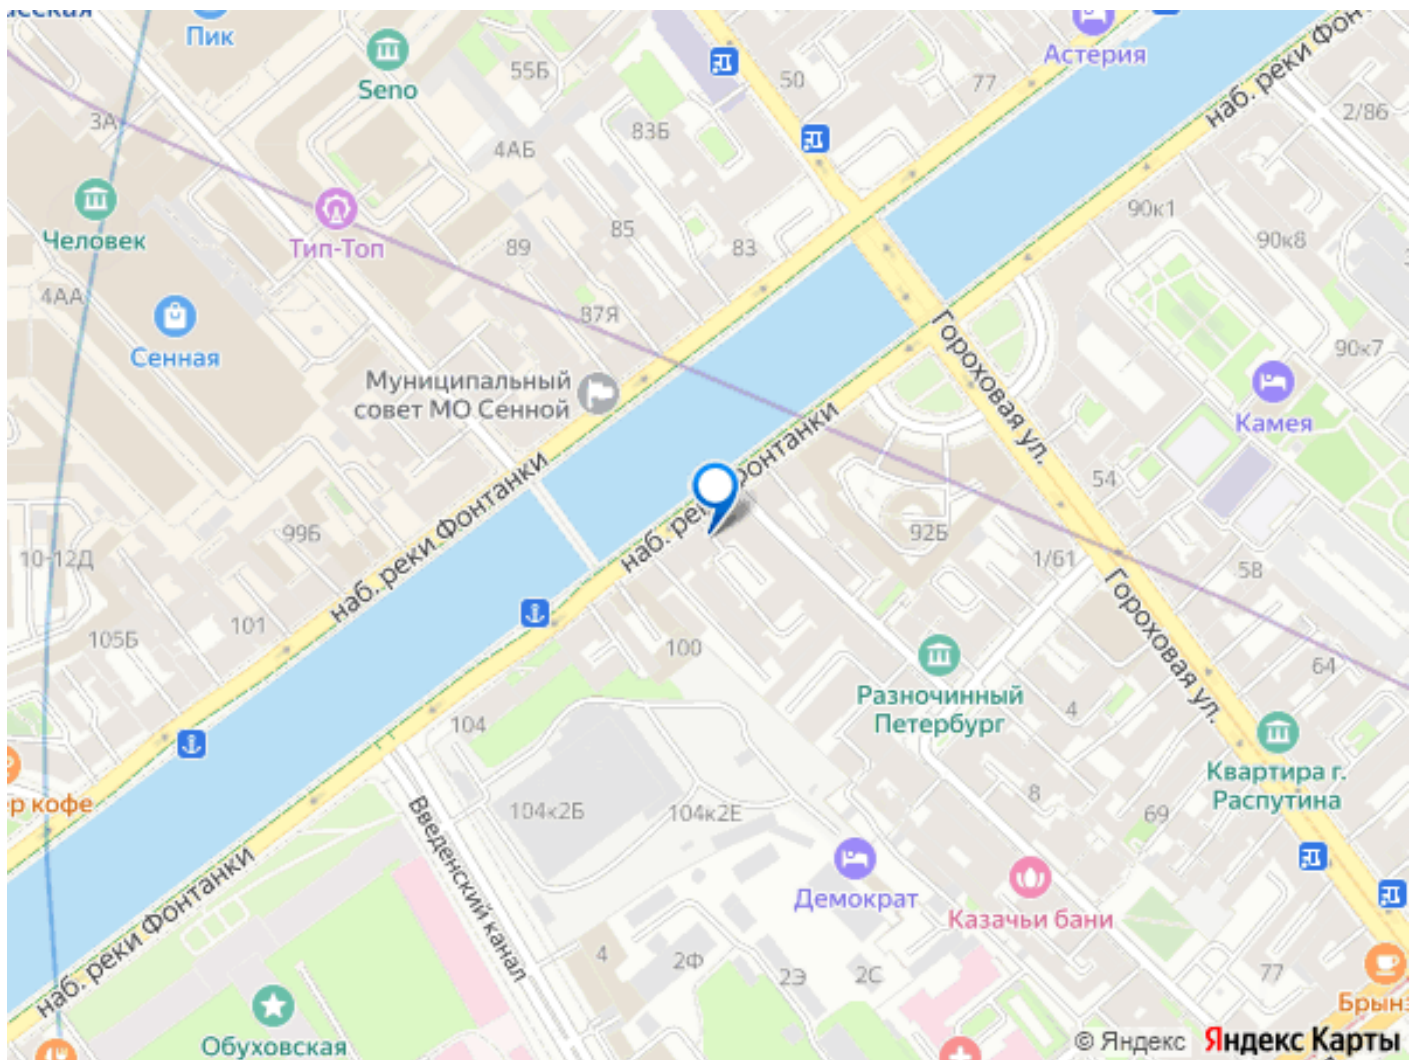 Пик
Seno
55Б
50
77
Астерия
наб. реки Фон
2/86
3А
4АБ
83Б
Человек
Тип-Топ
89
85
83
90к1
90к8
4АА
87Я
Сенная
90к7
Муниципальный
совет МО Сенной
Гороховая ул.
Камея
наб. реки Фонтанки
99Б
10-12Д
92Б
54
1/61
58
наб. реки Фонтанки
101
105Б
100
Разночинный
Петербург
4
64
Гороховая ул.
104
Квартира г.
Распутина
р кофе
104к2Б
104к2Е
8
69
Введенский канал
Демократ
Казачьи бани
наб. реки Фонтанки
4
2Ф
2Э
2С
77
Брынз
Обуховская
© Яндекс Яндекс Карты